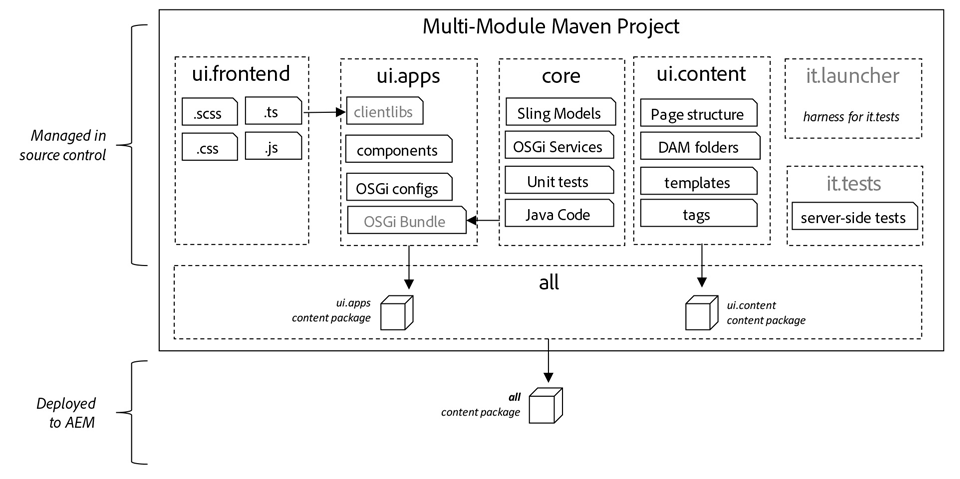 Multi-Module Maven Project
ui.frontend
.scss
.ts
.css
.js
ui.apps
clientlibs
components
OSGi configs
OSGi Bundle
core
Sling Models
OSGi Services
Unit tests
Java Code
ui.content
Page structure
DAM folders
templates
tags
it.launcher
harness for it.tests
it.tests
server-side tests
Managed in
source control
all
ui.apps
content package
ui.content
content package
all
content package
Deployed
to AEM